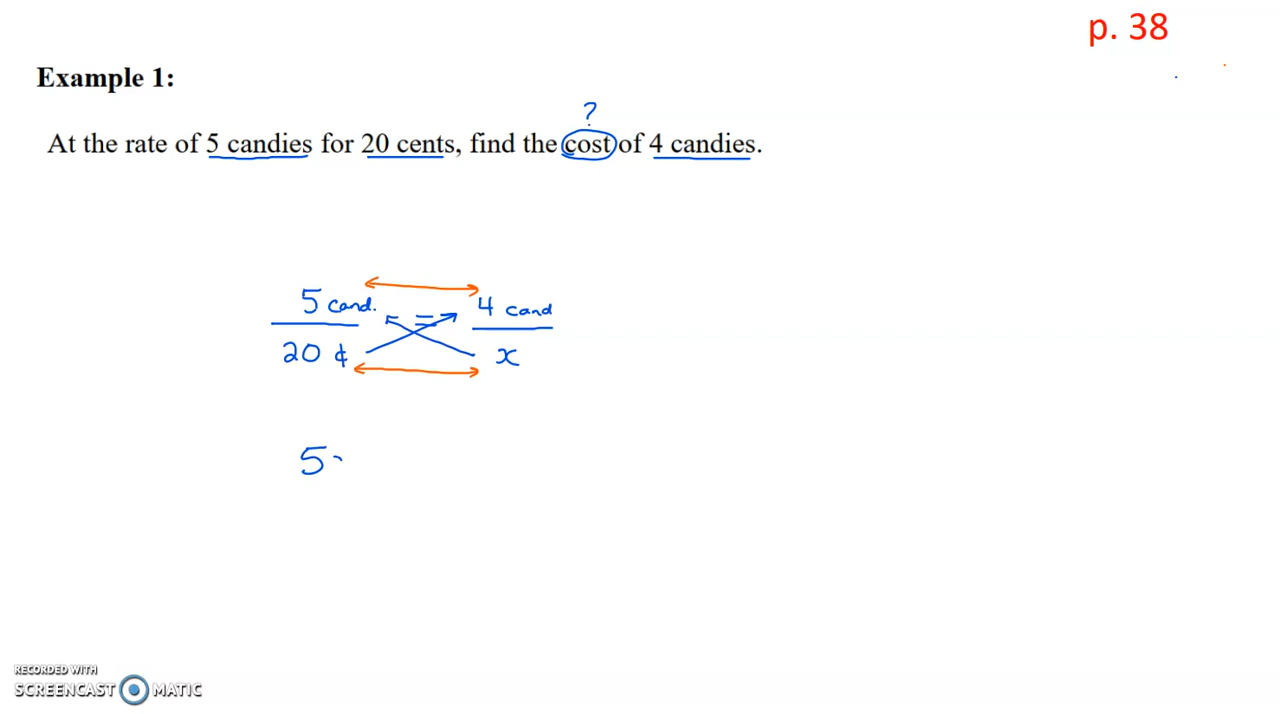 p. 38
Example 1:
?
At the rate of 5 candies for 20 cents, find the cost of 4 candies.
5 cand. = 4 cand
20 ¢ x
5
RECORDED WITH
SCREENCAST MATIC